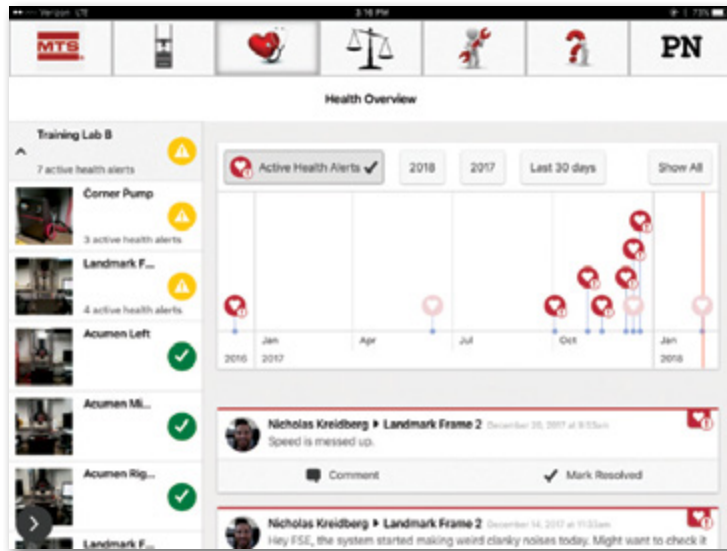 Verizon LTE
3:16 PM
73%
MTS
PN
Health Overview
Training Lab B
7 active health alerts
Corner Pump
3 active health alerts
Landmark F...
4 active health alerts
Acumen Left
Acumen Mi...
Acumen Rig...
Landmark F...
Active Health Alerts
2018
2017
Last 30 days
Show All
Jan
Apr
Jul
Oct
Jan
2016
2017
2018
Nicholas Kreidberg ▸ Landmark Frame 2 December 20, 2017 at 9:53am
Speed is messed up.
Comment
Mark Resolved
Nicholas Kreidberg ▸ Landmark Frame 2 December 14, 2017 at 11:33am
Hey FSE, the system started making weird clanky noises today. Might want to check it